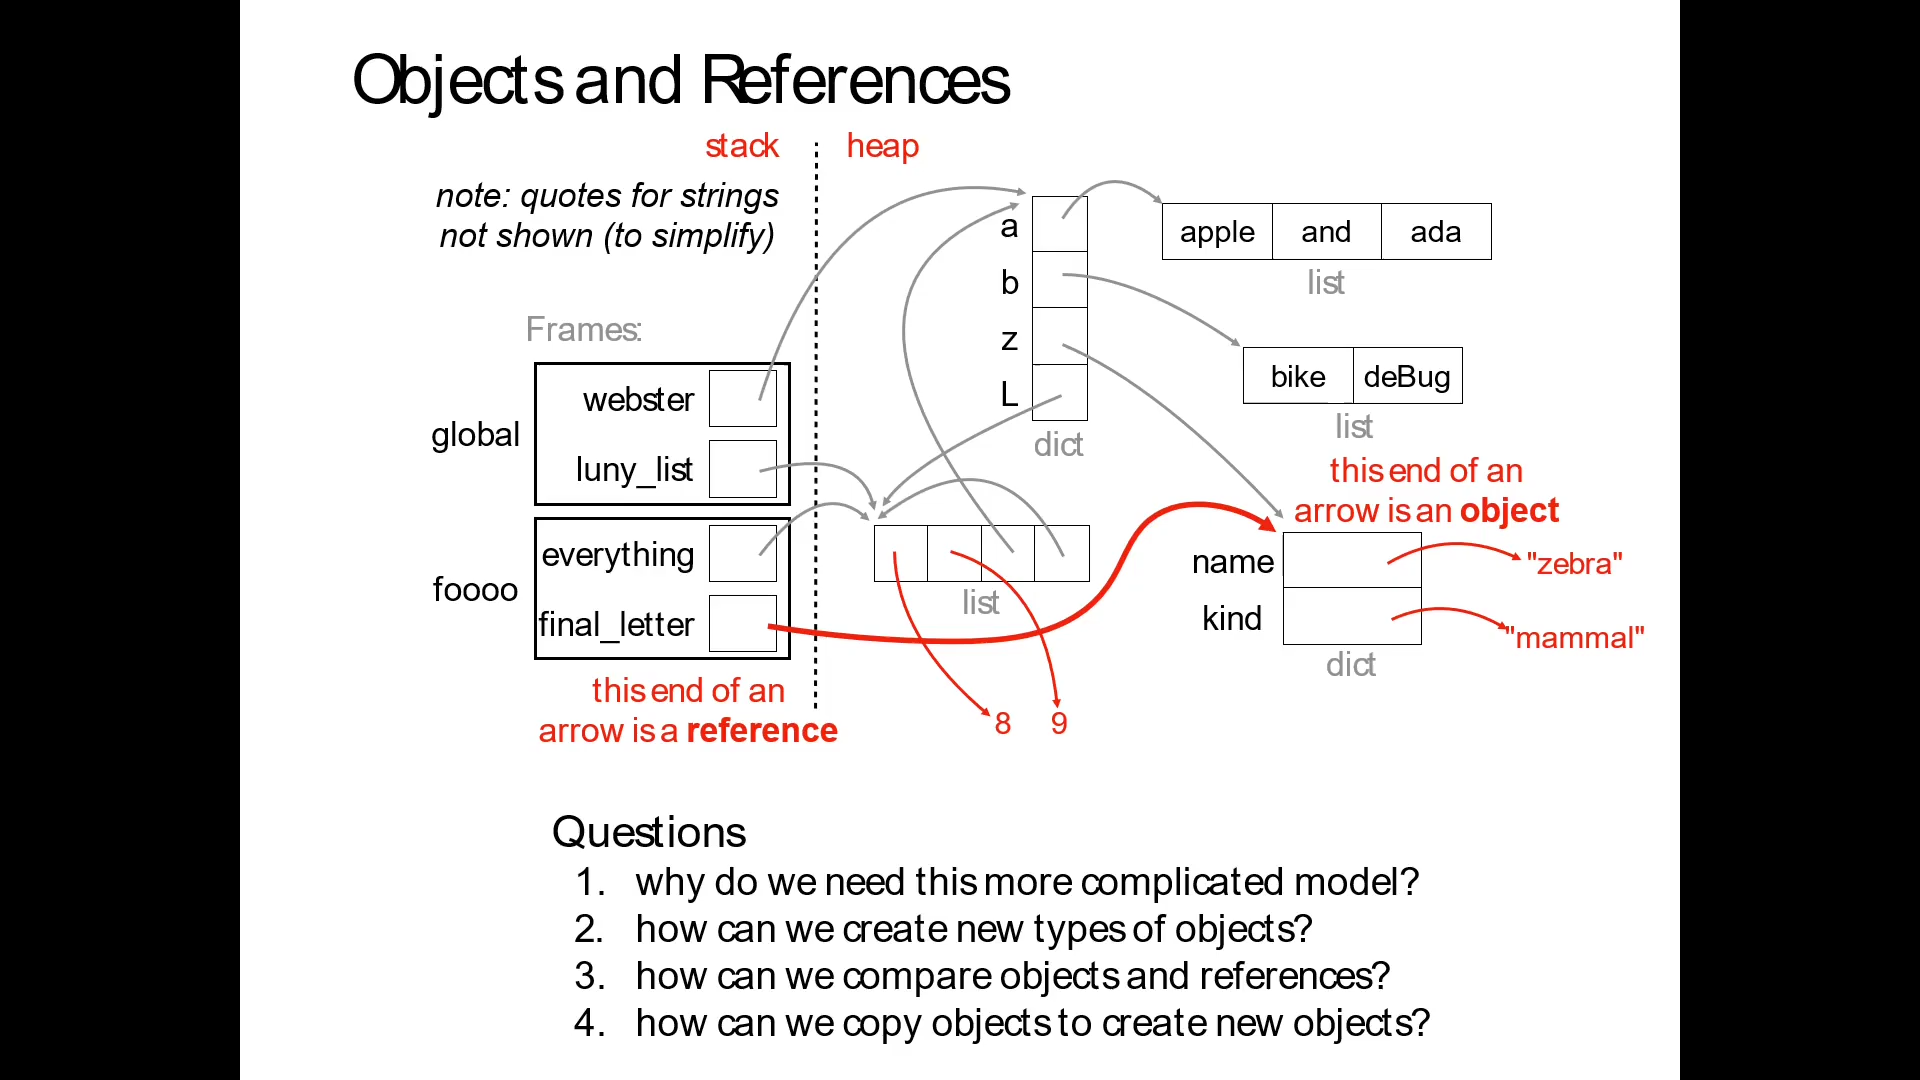 Objects and References
stack
heap
note: quotes for strings
not shown (to simplify)
a
apple and ada
list
b
Frames:
z
bike deBug
list
webster
L
global
dict
luny_list
this end of an
arrow is an object
everything
name
"zebra"
foooo
list
final_letter
kind
"mammal"
dict
this end of an
arrow is a reference
8 9
Questions
1. why do we need this more complicated model?
2. how can we create new types of objects?
3. how can we compare objects and references?
4. how can we copy objects to create new objects?